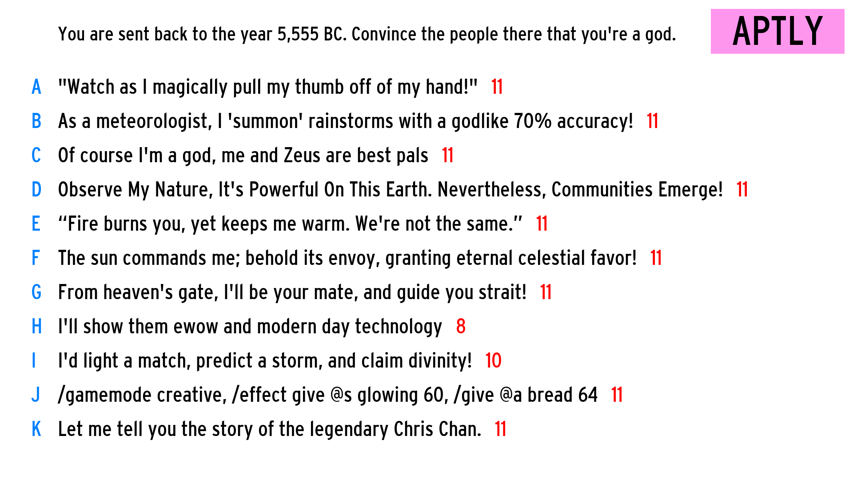 You are sent back to the year 5,555 BC. Convince the people there that you're a god.
APTLY
A "Watch as I magically pull my thumb off of my hand!" 11
B As a meteorologist, I 'summon' rainstorms with a godlike 70% accuracy! 11
C Of course I'm a god, me and Zeus are best pals 11
D Observe My Nature, It's Powerful On This Earth. Nevertheless, Communities Emerge! 11
E “Fire burns you, yet keeps me warm. We're not the same.” 11
F The sun commands me; behold its envoy, granting eternal celestial favor! 11
G From heaven's gate, I'll be your mate, and guide you strait! 11
H I'll show them ewow and modern day technology 8
I I'd light a match, predict a storm, and claim divinity! 10
J /gamemode creative, /effect give @s glowing 60, /give @a bread 64 11
K Let me tell you the story of the legendary Chris Chan. 11